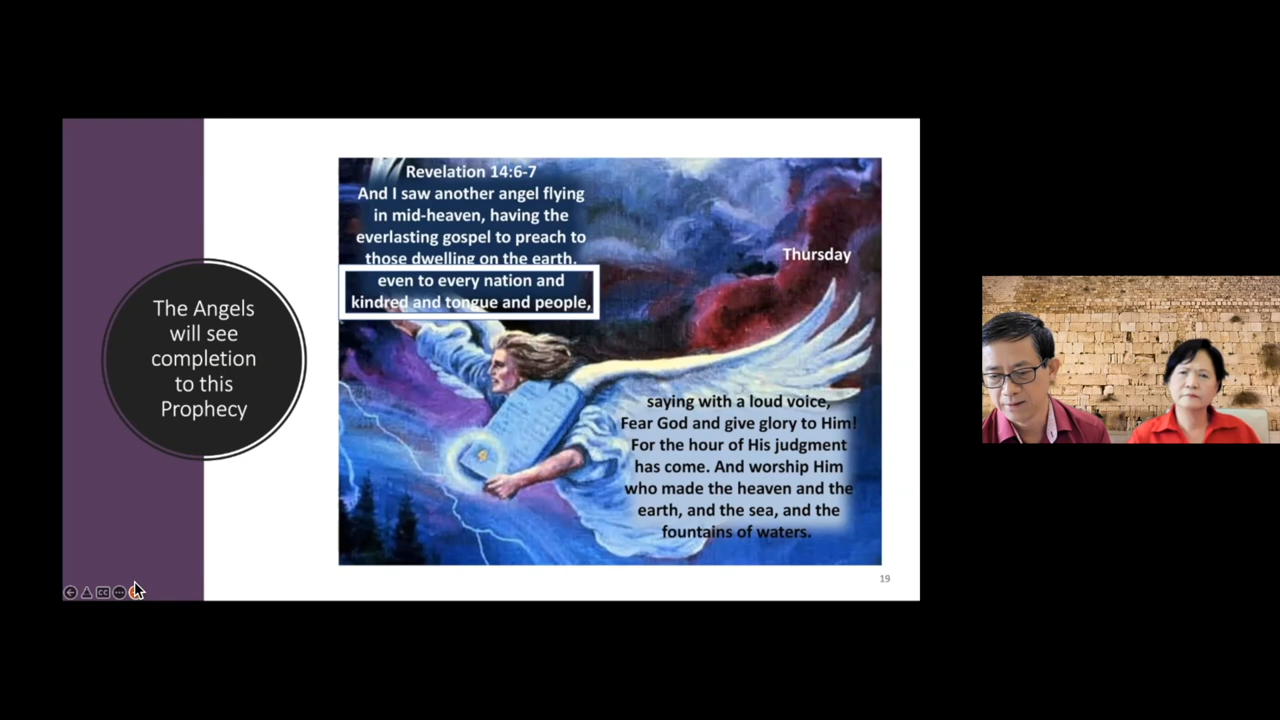 The Angels
will see
completion
to this
Prophecy
Revelation 14:6-7
And I saw another angel flying
in mid-heaven, having the
everlasting gospel to preach to
those dwelling on the earth,
even to every nation and
kindred and tongue and people,
Thursday
saying with a loud voice,
Fear God and give glory to Him!
For the hour of His judgment
has come. And worship Him
who made the heaven and the
earth, and the sea, and the
fountains of waters.
19
CC